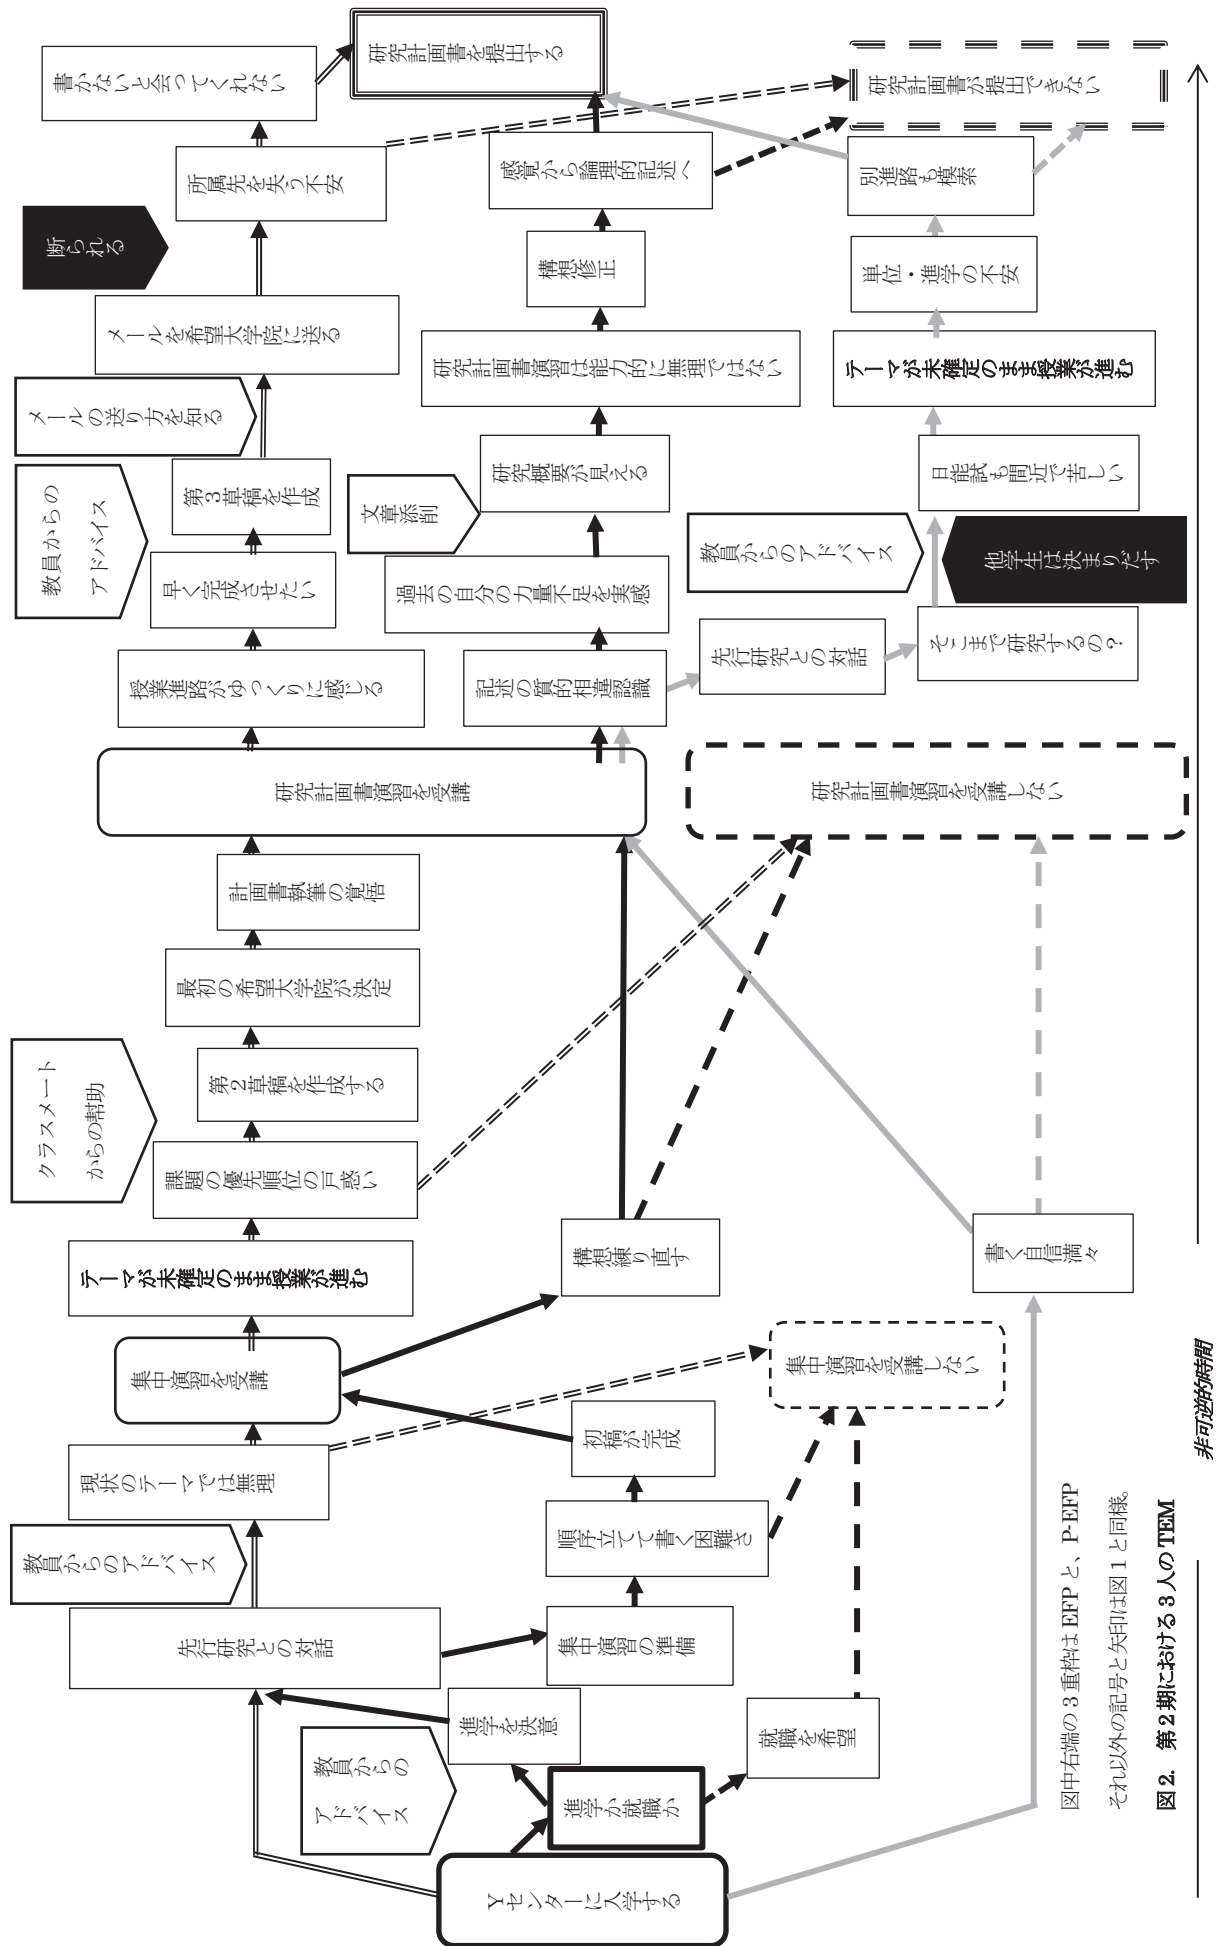 Yセンターに入学する
教員からの
アドバイス
進学か就職か
進学を決意
就職を希望
先行研究との対話
集中演習の準備
教員からのアドバイス
順序立てて書く困難さ
現状のテーマでは無理
初稿が完成
集中演習を受講
集中演習を受講しない
テーマが未確定のまま授業が進む
構想練り直す
書く自信満々
課題の優先順位の戸惑い
クラスメート
からの幇助
第2草稿を作成する
最初の希望大学院が決定
計画書執筆の覚悟
研究計画書演習を受講
研究計画書演習を受講しない
授業進路がゆっくりに感じる
記述の質的相違認識
先行研究との対話
そこまで研究するの?
早く完成させたい
過去の自分の力量不足を実感
教員からの
アドバイス
文章添削
教員からのアドバイス
他学生は決まりだす
第3草稿を作成
研究概要が見える
日能試も間近で苦しい
メールの送り方を知る
メールを希望大学院に送る
研究計画書演習は能力的に無理ではない
テーマが未確定のまま授業が進む
断られる
構想修正
単位・進学の不安
所属先を失う不安
感覚から論理的記述へ
別進路も模索
書かないと会ってくれない
研究計画書を提出する
研究計画書が提出できない
非可逆的時間
図中右端の3重枠はEFPと、P-EFP
それ以外の記号と矢印は図1と同様。
図2. 第2期における3人のTEM